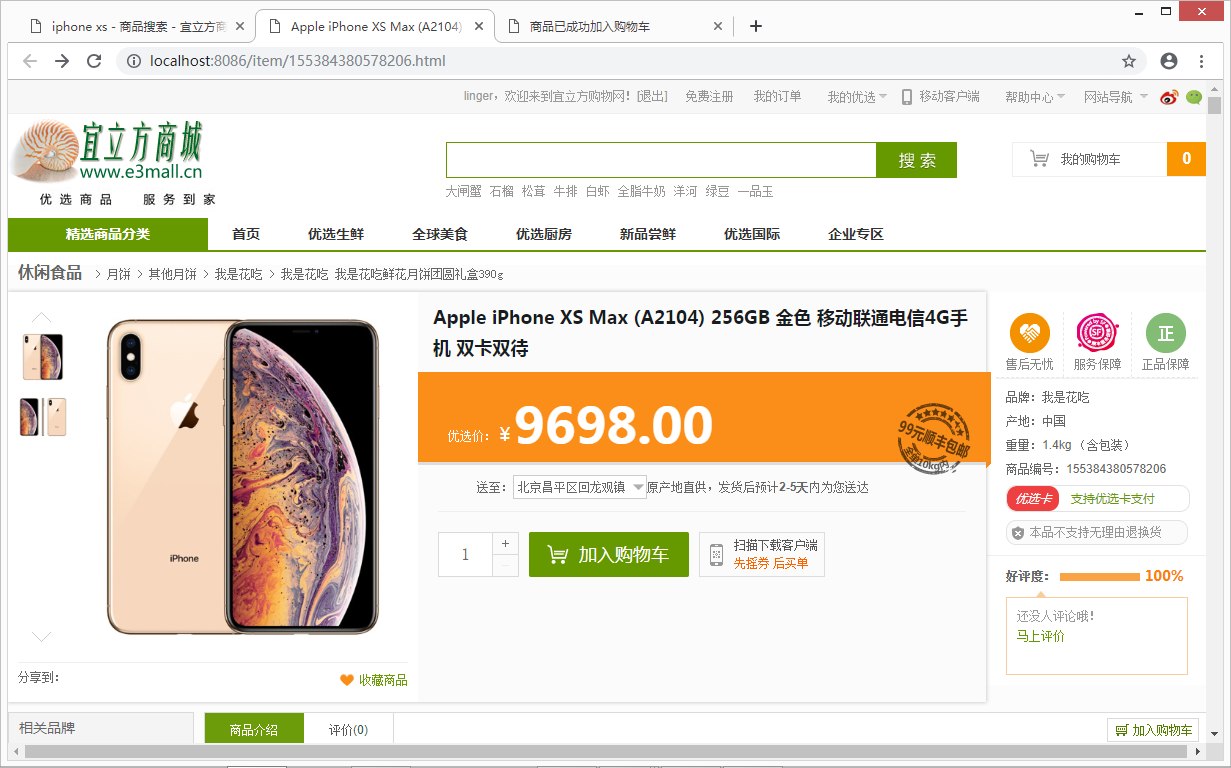 iphone xs - 商品搜索 - 宜立方商
Apple iPhone XS Max (A2104)
商品已成功加入购物车
localhost:8086/item/155384380578206.html
linger，欢迎来到宜立方购物网！[退出] 免费注册 我的订单 我的优选 移动客户端 帮助中心 网站导航
宜立方商城
www.e3mall.cn
优选商品 服务到家
搜 索
我的购物车 0
大闸蟹 石榴 松茸 牛排 白虾 全脂牛奶 洋河 绿豆 一品玉
精选商品分类 首页 优选生鲜 全球美食 优选厨房 新品尝鲜 优选国际 企业专区
休闲食品 > 月饼 > 其他月饼 > 我是花吃 > 我是花吃 我是花吃鲜花月饼团圆礼盒390g
Apple iPhone XS Max (A2104) 256GB 金色 移动联通电信4G手
机 双卡双待
优选价：¥9698.00
99元顺丰包邮
全单10kg内
送至： 北京昌平区回龙观镇 原产地直供，发货后预计2-5天内为您送达
1 + -
加入购物车
扫描下载客户端
先摇券 后买单
iPhone
分享到：
收藏商品
SF
正
售后无忧 服务保障 正品保障
品牌：我是花吃
产地：中国
重量：1.4kg（含包装）
商品编号：155384380578206
优选卡 支持优选卡支付
本品不支持无理由退换货
好评度： 100%
还没人评论哦！
马上评价
相关品牌
商品介绍 评价(0)
加入购物车